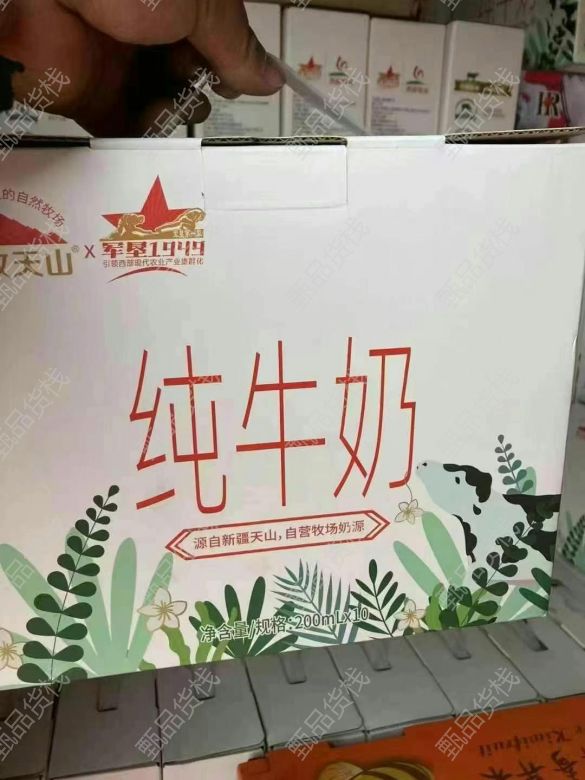 的自然牧场
天山®
X
军垦1949
引领西部现代农业产业集群化
纯牛奶
源自新疆天山,自营牧场奶源
净含量/规格:200mLx10
Kiwifruit
甄品货栈